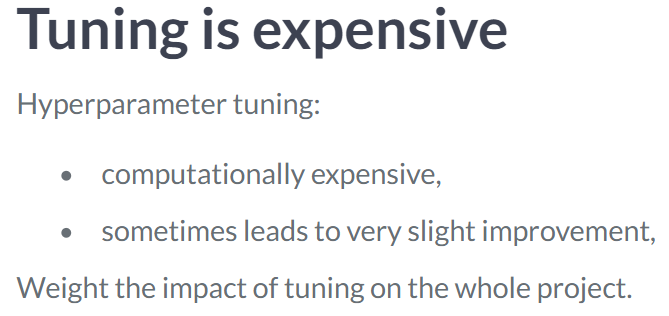 Tuning is expensive
Hyperparameter tuning:
• computationally expensive,
• sometimes leads to very slight improvement,
Weight the impact of tuning on the whole project.